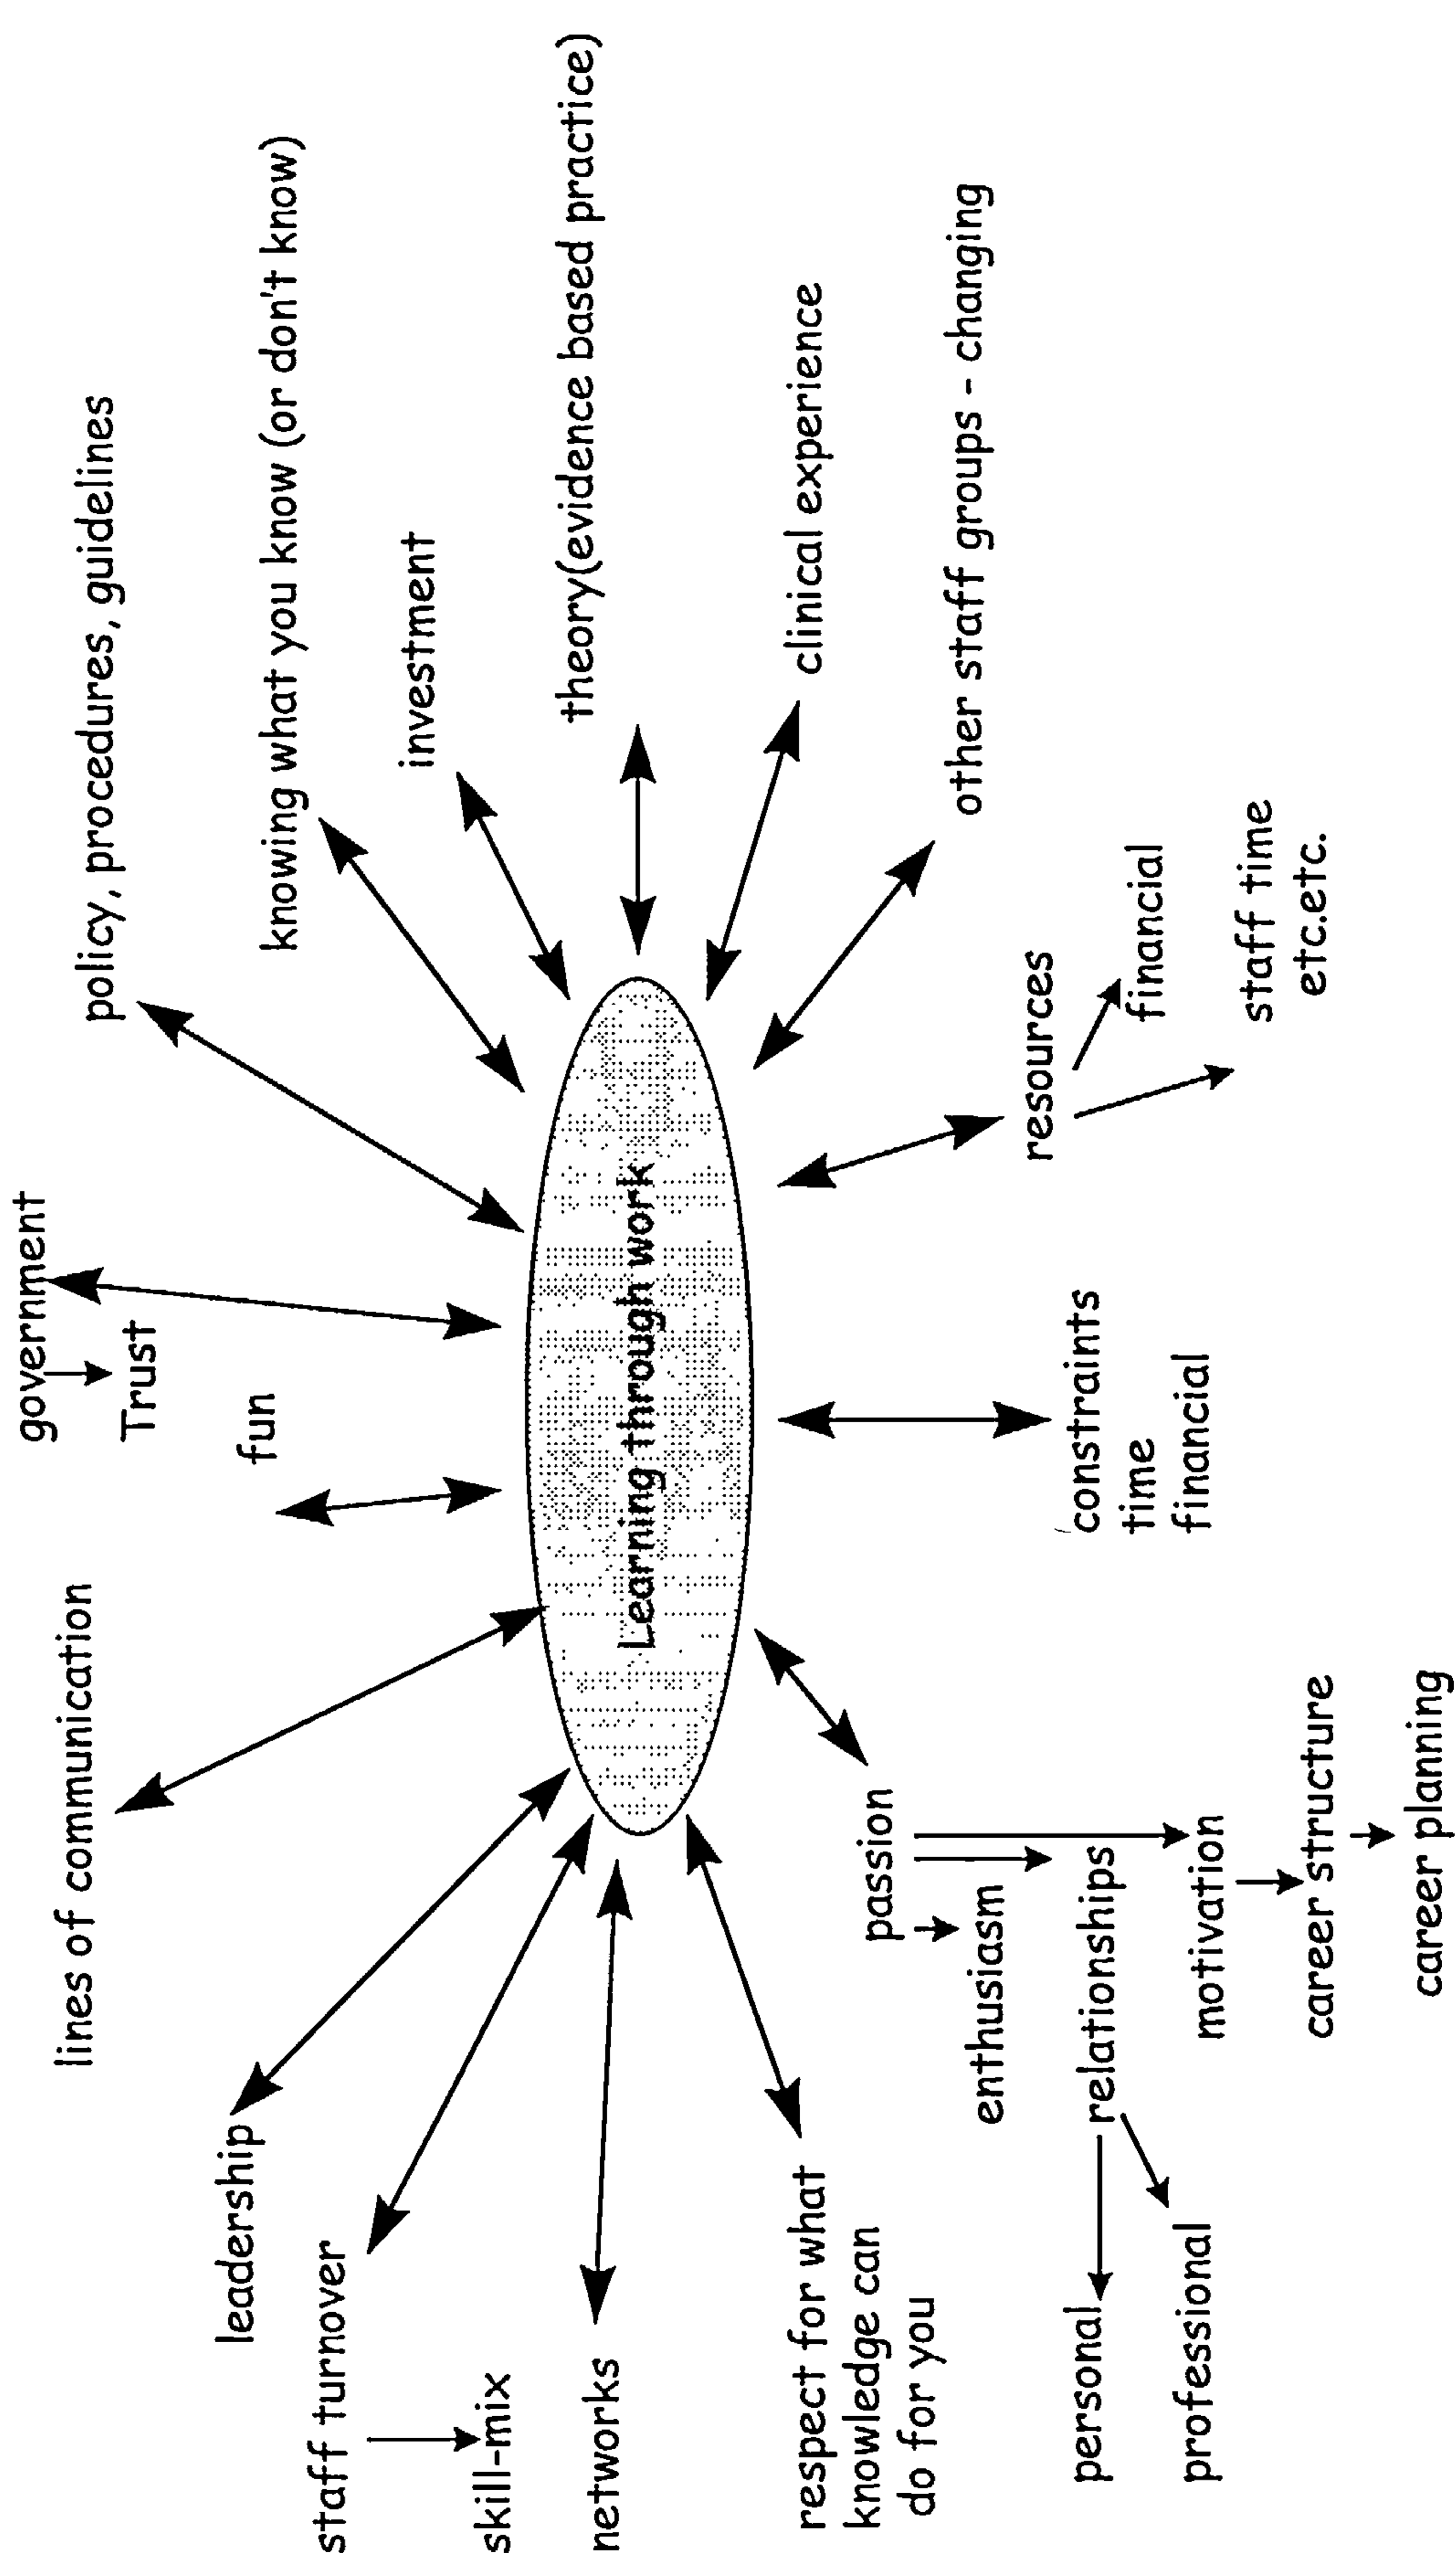 government
Trust
lines of communication
policy, procedures, guidelines
fun
leadership
knowing what you know (or don't know)
staff turnover
investment
skill-mix
theory(evidence based practice)
networks
Learning through work
clinical experience
respect for what
knowledge can
do for you
passion
other staff groups - changing
enthusiasm
resources
constraints
time
financial
relationships
personal
professional
financial
motivation
staff time
etc.etc.
career structure
career planning